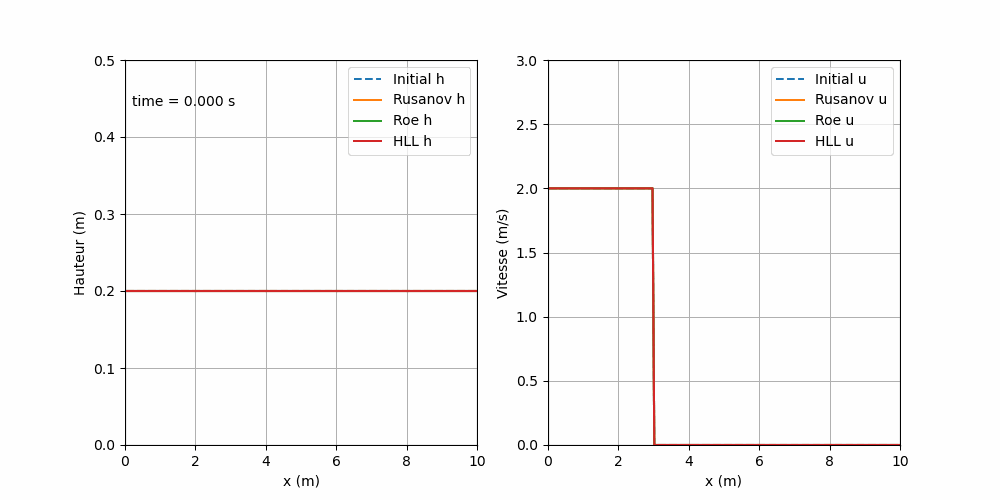 0.5
0.4
0.3
0.2
0.1
0.0
Hauteur (m)
time = 0.000 s
Initial h
Rusanov h
Roe h
HLL h
0 2 4 6 8 10
x (m)
3.0
2.5
2.0
1.5
1.0
0.5
0.0
Vitesse (m/s)
Initial u
Rusanov u
Roe u
HLL u
0 2 4 6 8 10
x (m)